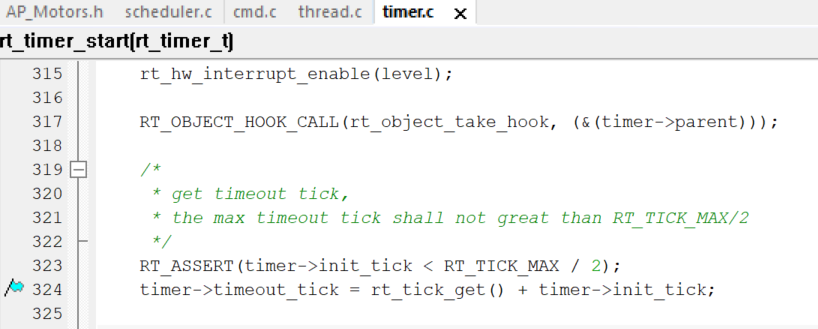 AP_Motors.h scheduler.c cmd.c thread.c timer.c
rt_timer_start(rt_timer_t)
315 rt_hw_interrupt_enable(level);
316
317 RT_OBJECT_HOOK_CALL(rt_object_take_hook, (&(timer->parent)));
318
319 /*
320 * get timeout tick,
321 * the max timeout tick shall not great than RT_TICK_MAX/2
322 */
323 RT_ASSERT(timer->init_tick < RT_TICK_MAX / 2);
324 timer->timeout_tick = rt_tick_get() + timer->init_tick;
325